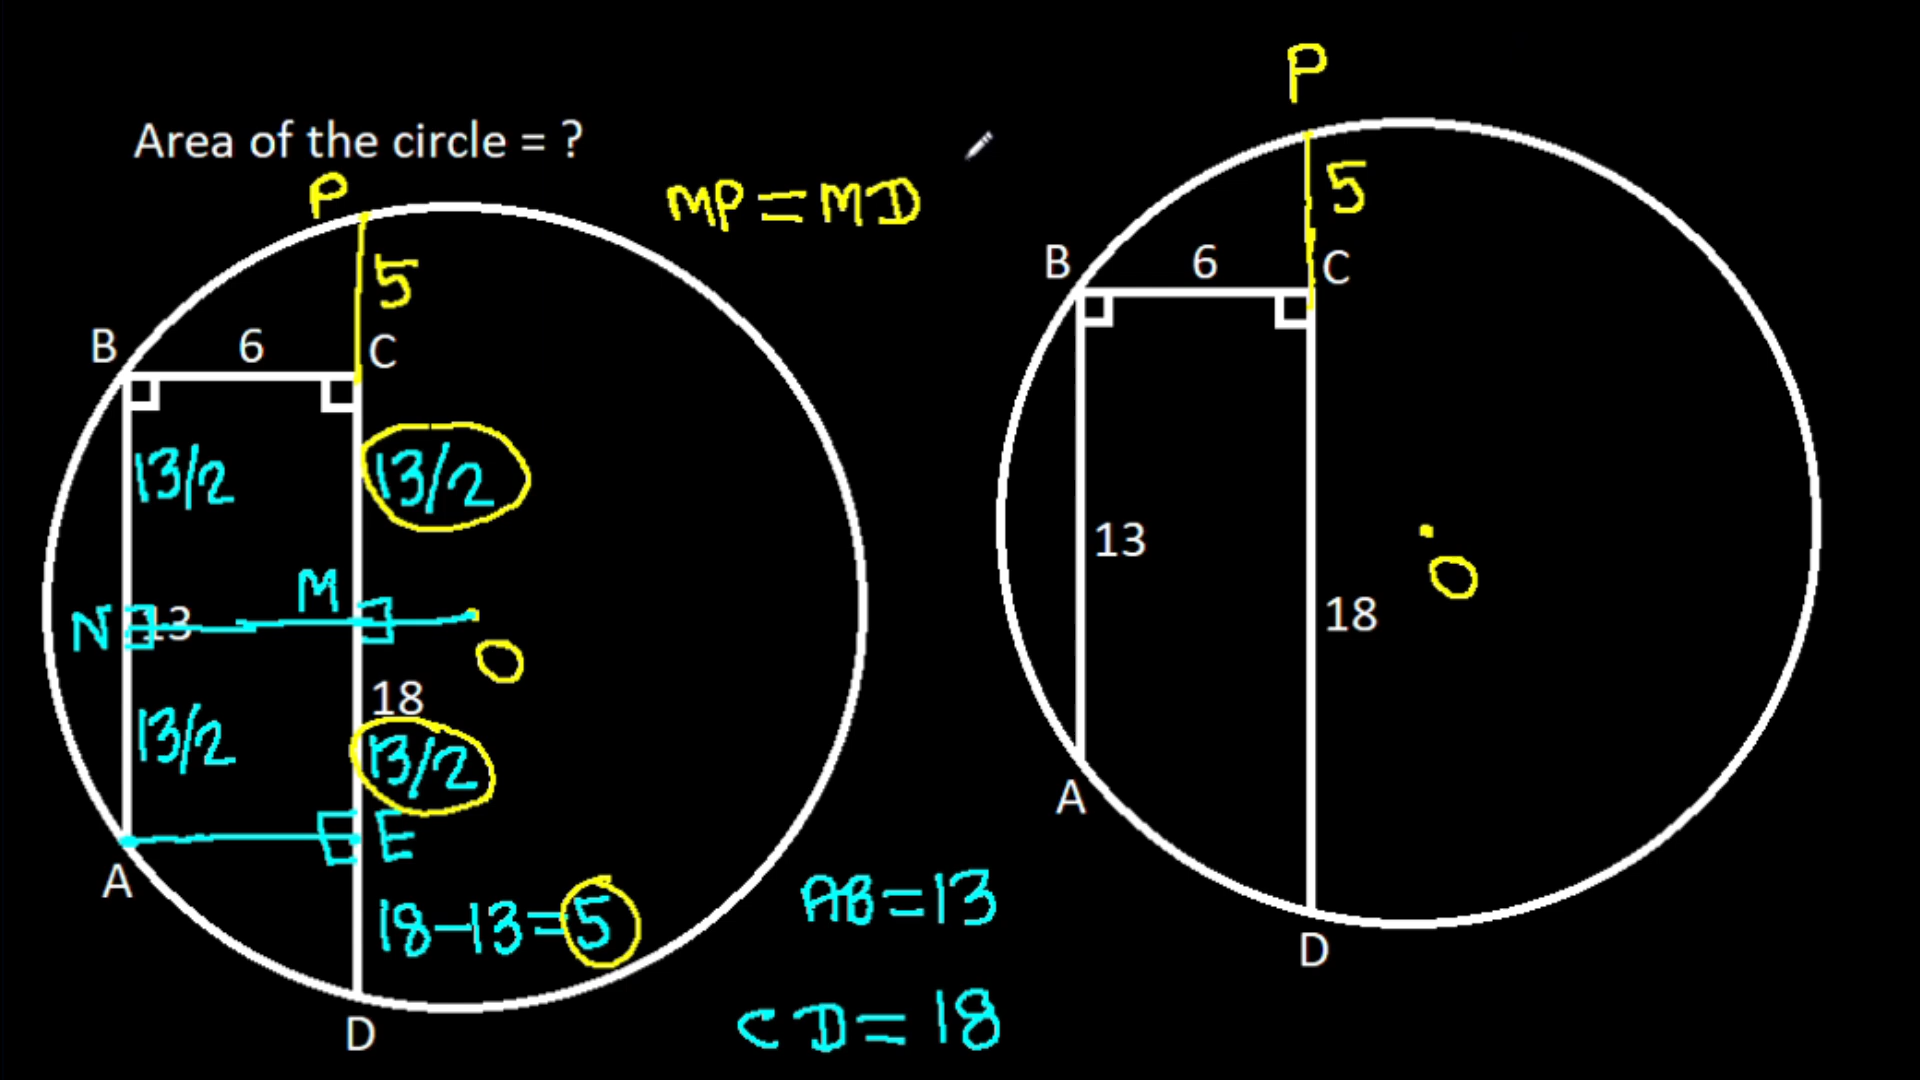 Area of the circle = ?
P
MP=MD
5
B
6
C
13/2
13/2
N
13
M
O
18
13/2
13/2
E
A
18-13=5
AB=13
CD=18
D
P
5
B
6
C
13
O
18
A
D